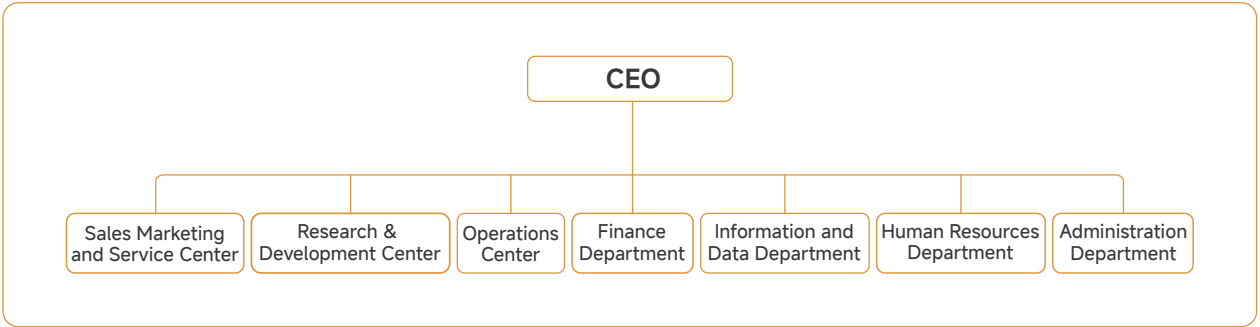 CEO
Sales Marketing
and Service Center
Research &
Development Center
Operations
Center
Finance
Department
Information and
Data Department
Human Resources
Department
Administration
Department